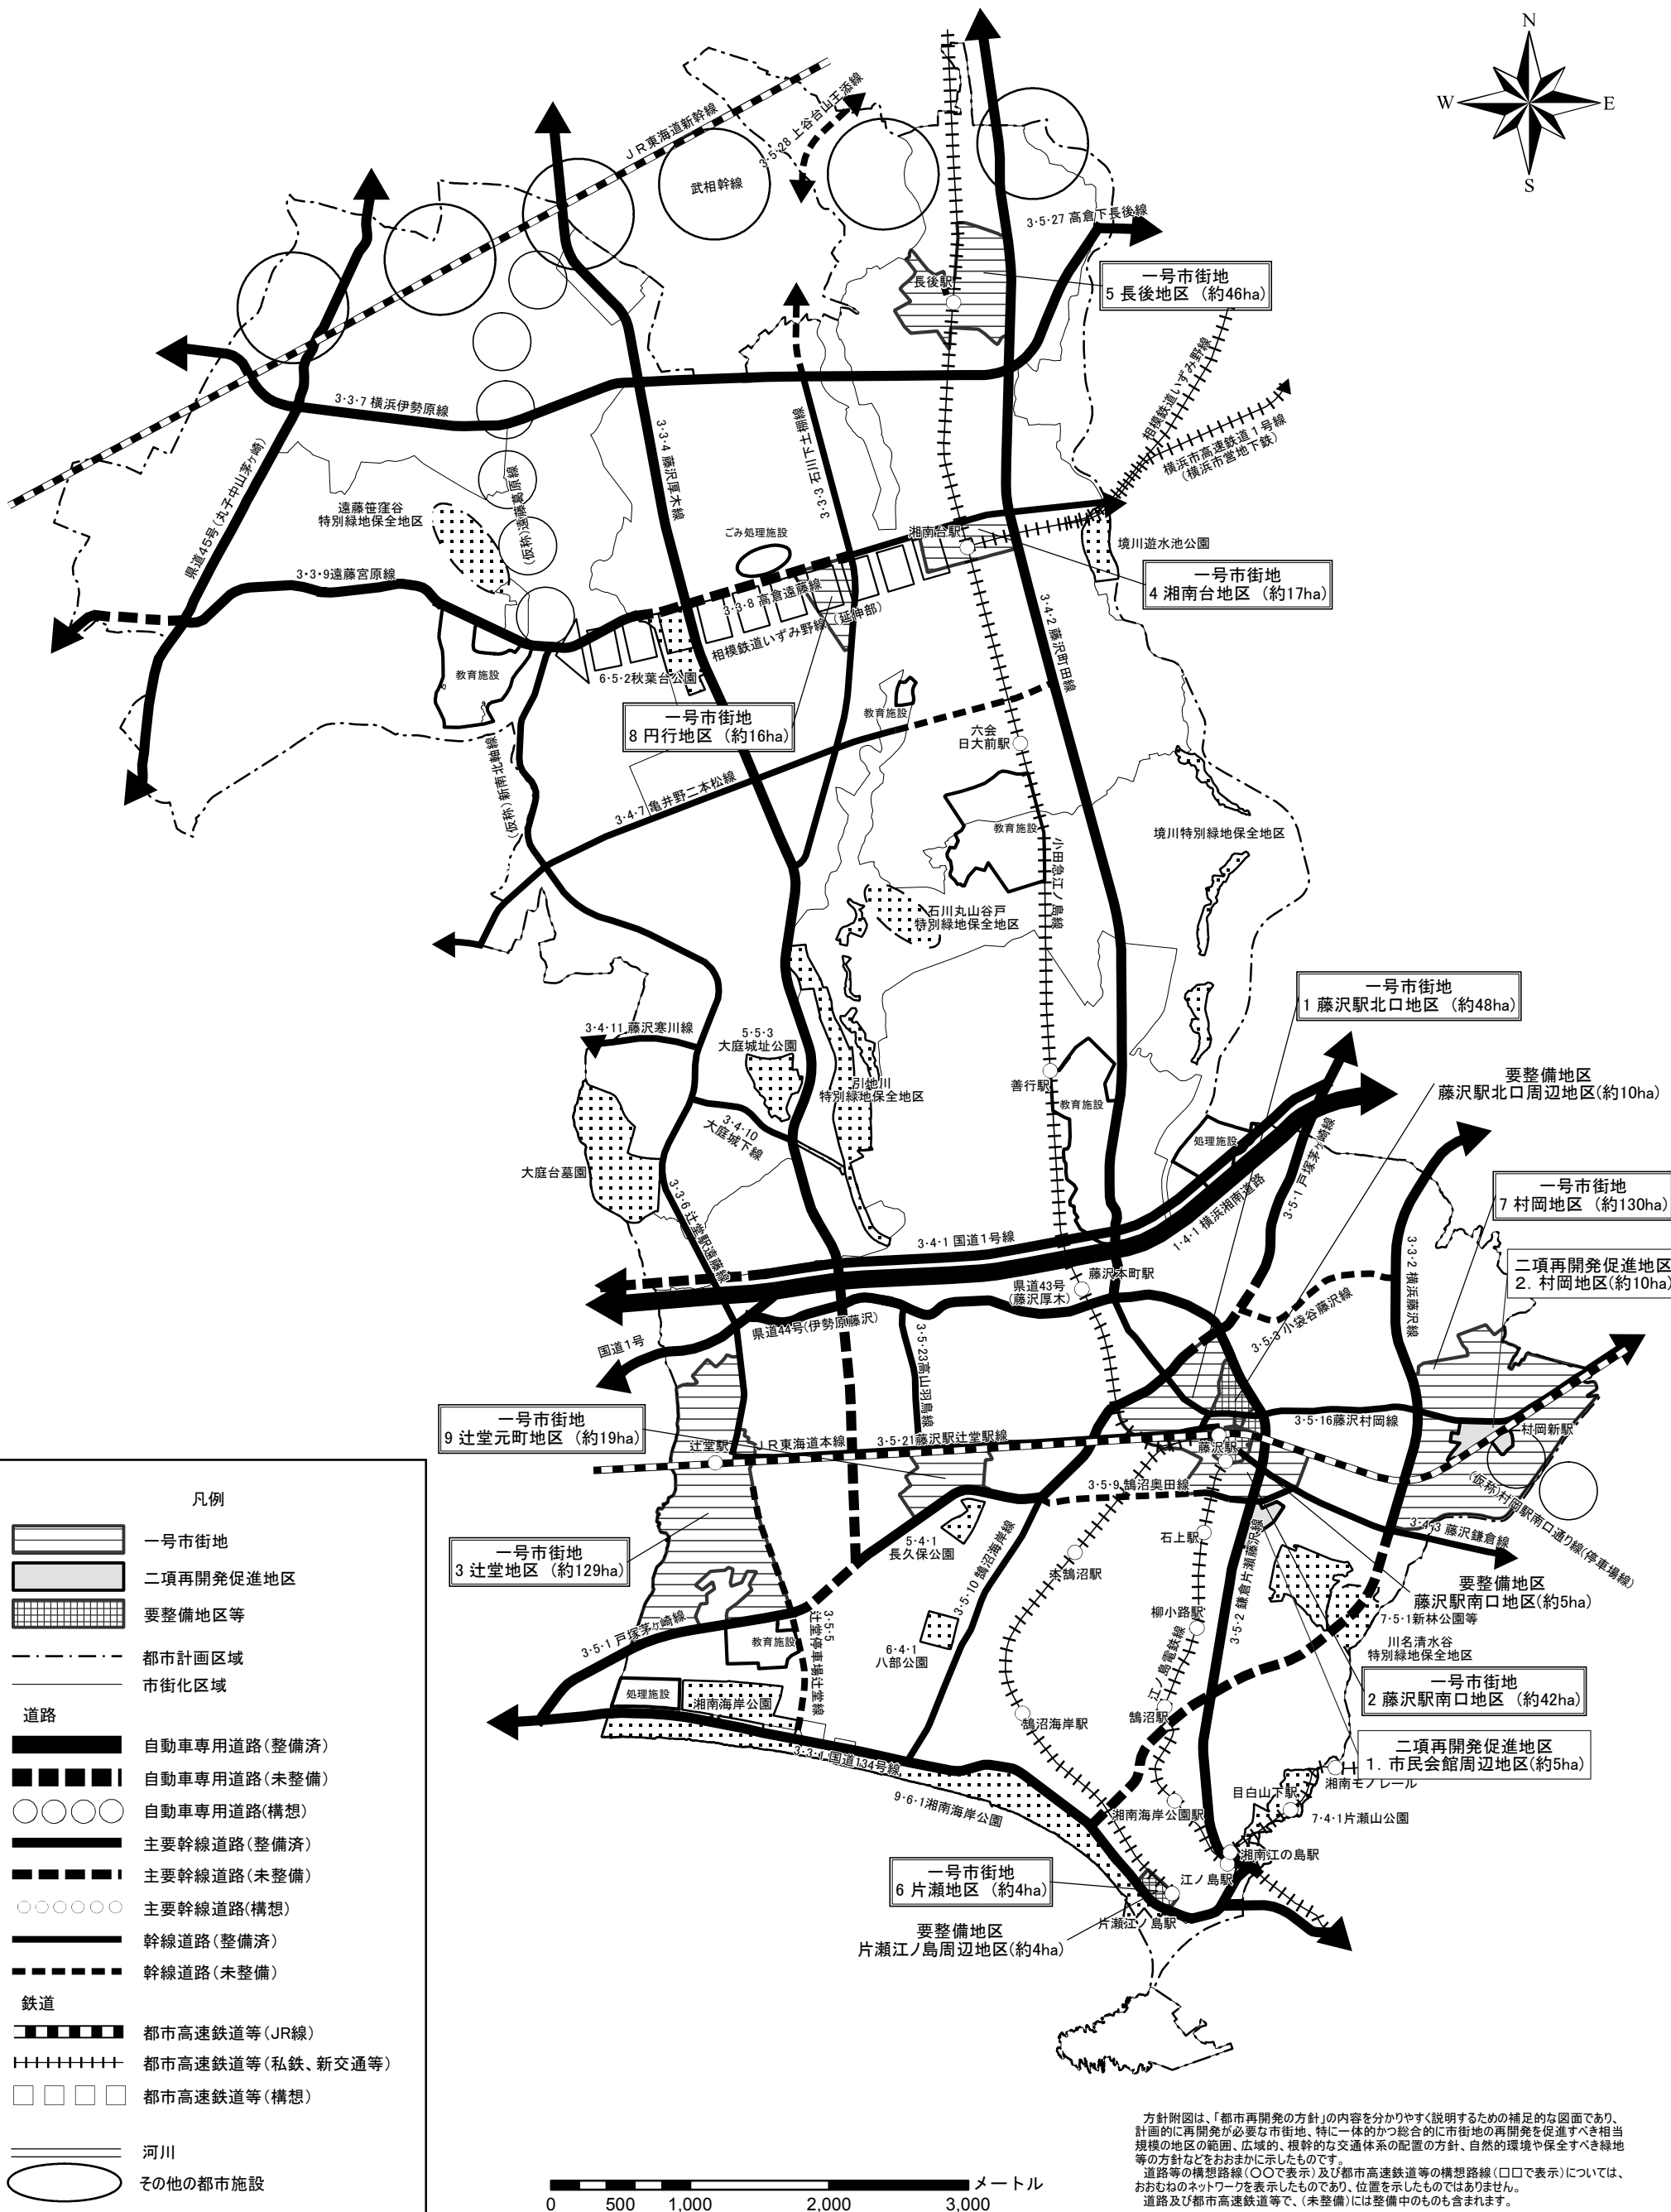 N
W
E
S
JR東海道新幹線
3・5・28 上谷台山王添線
武相幹線
3・5・27 高倉下長後線
一号市街地
5 長後地区 (約46ha)
長後駅
相模鉄道いずみ野線
横浜市高速鉄道1号線
(横浜市営地下鉄)
3・3・7 横浜伊勢原線
3・3・4 藤沢厚木線
3・3・3 石川下土棚線
県道45号(丸子中山茅ケ崎)
遠藤笹窪谷
特別緑地保全地区
(仮称)遠藤葛原線
ごみ処理施設
湘南台駅
境川遊水池公園
一号市街地
4 湘南台地区 (約17ha)
3・3・9遠藤宮原線
3・3・8 高倉遠藤線
相模鉄道いずみ野線(延伸部)
3・4・2 藤沢町田線
教育施設
6・5・2秋葉台公園
一号市街地
8 円行地区 (約16ha)
教育施設
六会
日大前駅
(仮称)新南北軸線
3・4・7 亀井野二本松線
教育施設
小田急江ノ島線
境川特別緑地保全地区
石川丸山谷戸
特別緑地保全地区
一号市街地
1 藤沢駅北口地区 (約48ha)
3・4・11 藤沢寒川線
5・5・3
大庭城址公園
引地川
特別緑地保全地区
善行駅
教育施設
要整備地区
藤沢駅北口周辺地区(約10ha)
3・4・10
大庭城下線
処理施設
大庭台墓園
3・3・6 辻堂駅遠藤線
3・5・1 戸塚茅ケ崎線
1・4・1 横浜湘南道路
一号市街地
7 村岡地区 (約130ha)
3・4・1 国道1号線
3・3・2 横浜藤沢線
二項再開発促進地区
2. 村岡地区(約10ha)
藤沢本町駅
県道43号
(藤沢厚木)
県道44号(伊勢原藤沢)
国道1号
3・5・23高山羽鳥線
3・5・3 小袋谷藤沢線
一号市街地
9 辻堂元町地区 (約19ha)
辻堂駅
JR東海道本線
3・5・21藤沢駅辻堂駅線
3・5・16藤沢村岡線
村岡新駅
藤沢駅
3・5・9 鵠沼奥田線
(仮称)村岡駅南口通り線(停車場線)
3・4・3 藤沢鎌倉線
一号市街地
3 辻堂地区 (約129ha)
5・4・1
長久保公園
3・5・10 鵠沼海岸線
石上駅
本鵠沼駅
3・5・2 鎌倉片瀬藤沢線
要整備地区
藤沢駅南口地区(約5ha)
7・5・1新林公園等
川名清水谷
特別緑地保全地区
柳小路駅
3・5・1 戸塚茅ケ崎線
教育施設
3・5・5
辻堂停車場辻堂線
6・4・1
八部公園
江ノ島電鉄線
一号市街地
2 藤沢駅南口地区 (約42ha)
処理施設
湘南海岸公園
鵠沼海岸駅
鵠沼駅
二項再開発促進地区
1. 市民会館周辺地区(約5ha)
3・3・1 国道134号線
湘南モノレール
目白山下駅
9・6・1湘南海岸公園
湘南海岸公園駅
7・4・1片瀬山公園
湘南江の島駅
江ノ島駅
一号市街地
6 片瀬地区 (約4ha)
片瀬江ノ島駅
要整備地区
片瀬江ノ島周辺地区(約4ha)
凡例
一号市街地
二項再開発促進地区
要整備地区等
都市計画区域
市街化区域
道路
自動車専用道路(整備済)
自動車専用道路(未整備)
自動車専用道路(構想)
主要幹線道路(整備済)
主要幹線道路(未整備)
主要幹線道路(構想)
幹線道路(整備済)
幹線道路(未整備)
鉄道
都市高速鉄道等(JR線)
都市高速鉄道等(私鉄、新交通等)
都市高速鉄道等(構想)
河川
その他の都市施設
メートル
0 500 1,000 2,000 3,000
方針附図は、「都市再開発の方針」の内容を分かりやすく説明するための補足的な図面であり、
計画的に再開発が必要な市街地、特に一体的かつ総合的に市街地の再開発を促進すべき相当
規模の地区の範囲、広域的、根幹的な交通体系の配置の方針、自然的環境や保全すべき緑地
等の方針などをおおまかに示したものです。
道路等の構想路線(〇〇で表示)及び都市高速鉄道等の構想路線(□□で表示)については、
おおむねのネットワークを表示したものであり、位置を示したものではありません。
道路及び都市高速鉄道等で、(未整備)には整備中のものも含まれます。